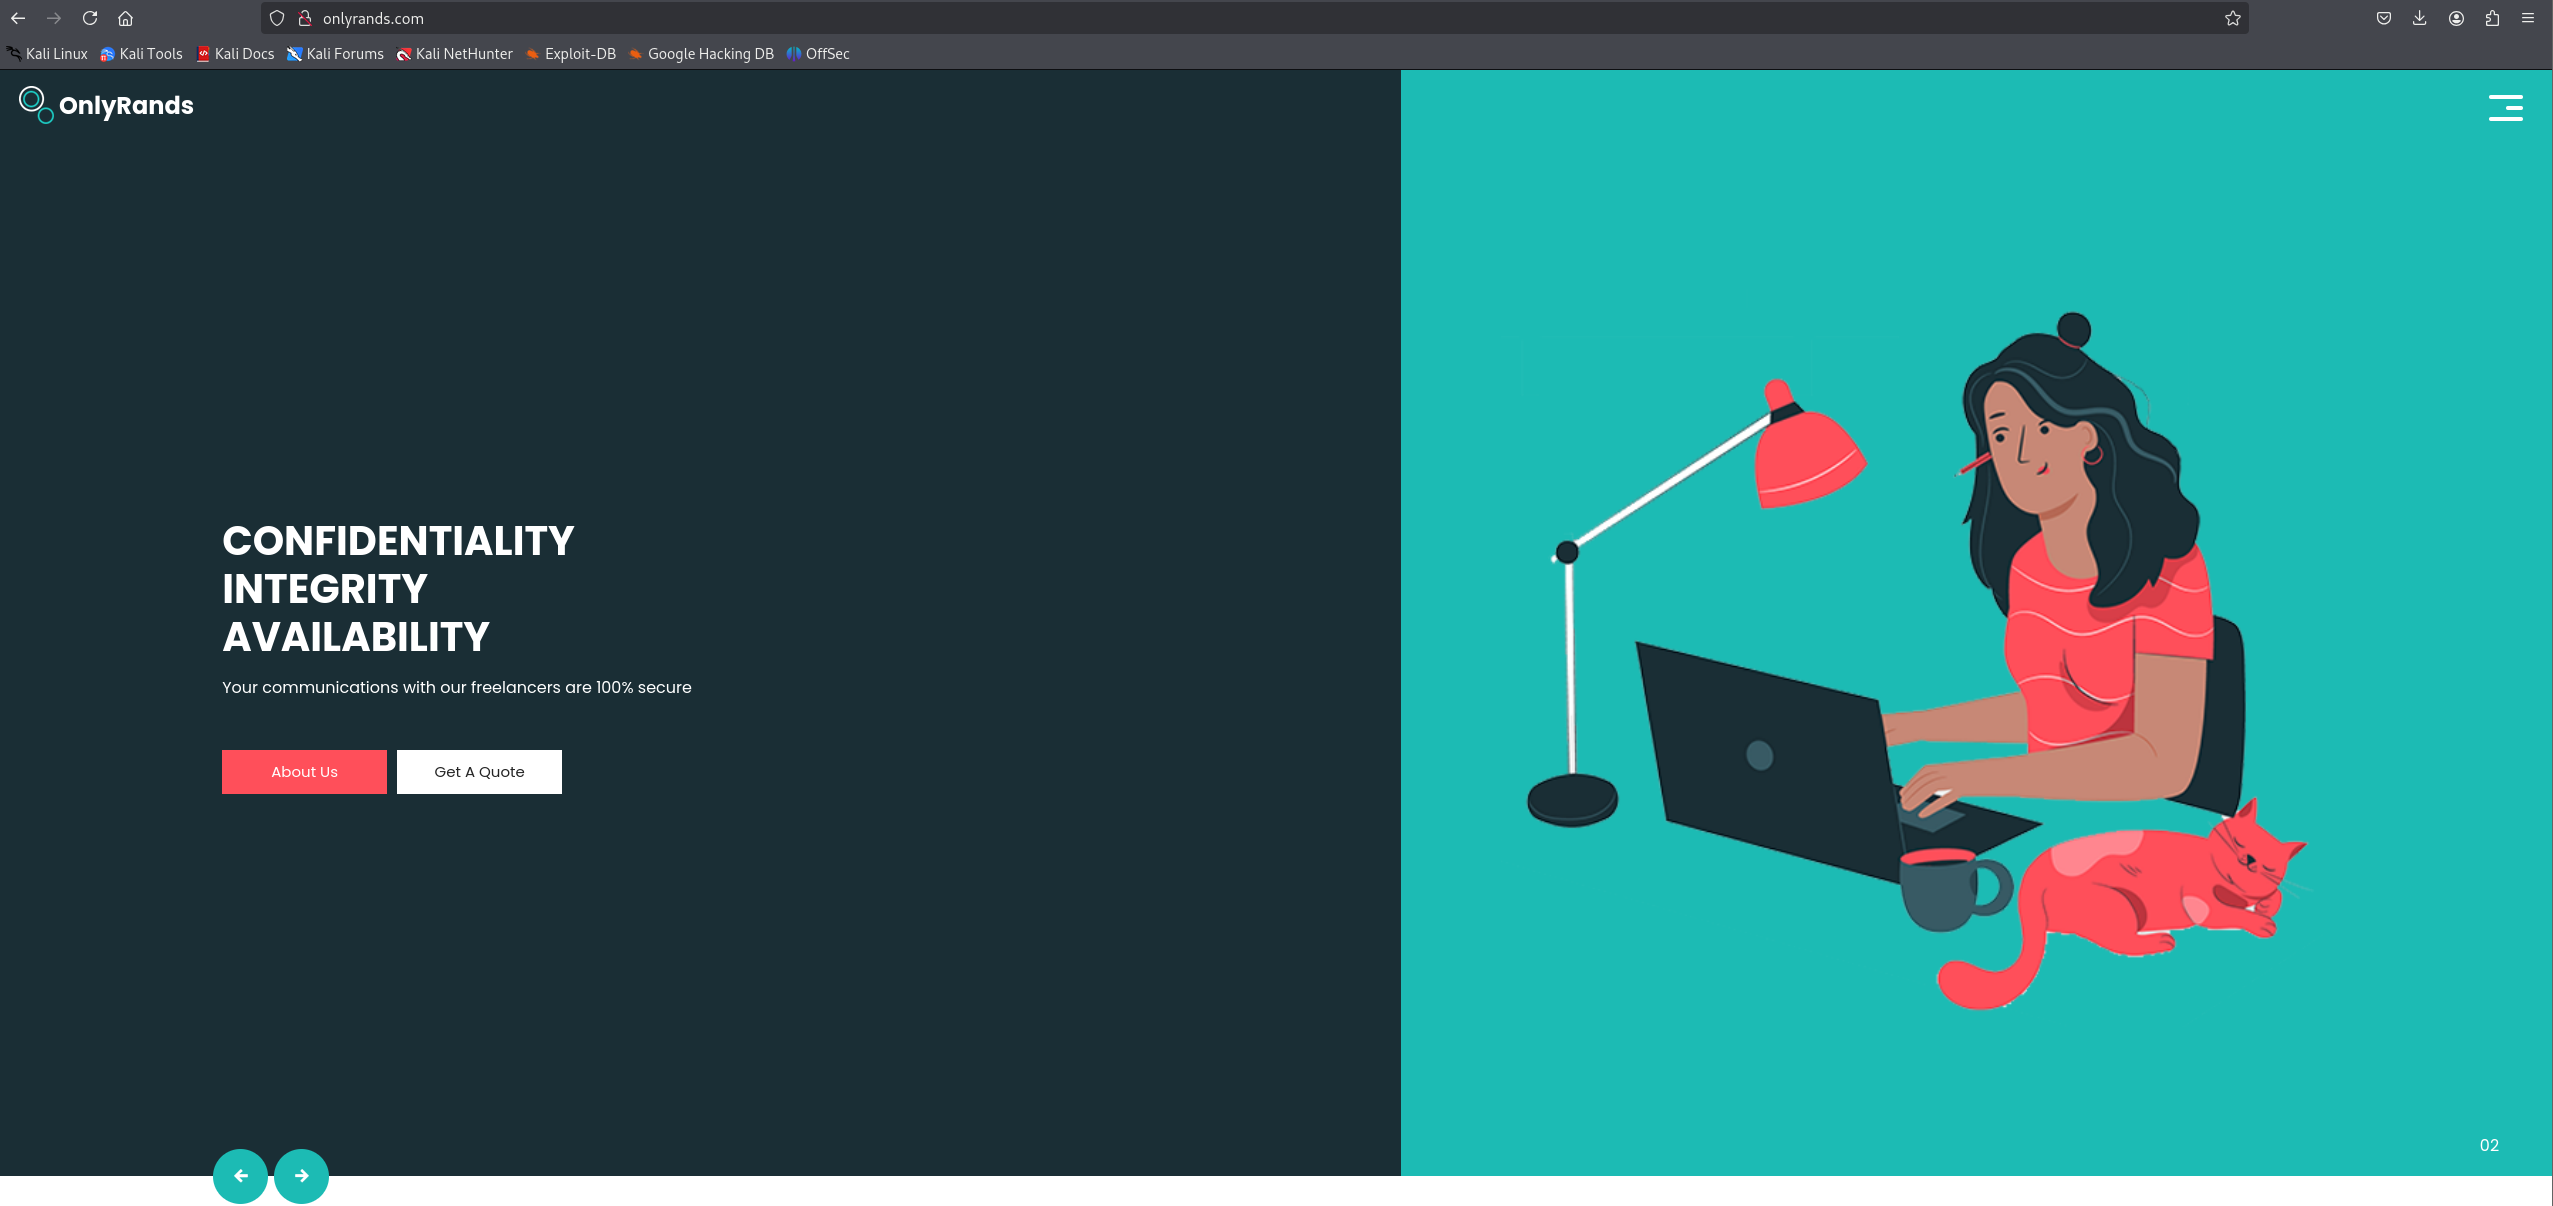 onlyrands.com
Kali Linux Kali Tools Kali Docs Kali Forums Kali NetHunter Exploit-DB Google Hacking DB OffSec
OnlyRands
CONFIDENTIALITY
INTEGRITY
AVAILABILITY
Your communications with our freelancers are 100% secure
About Us Get A Quote
02